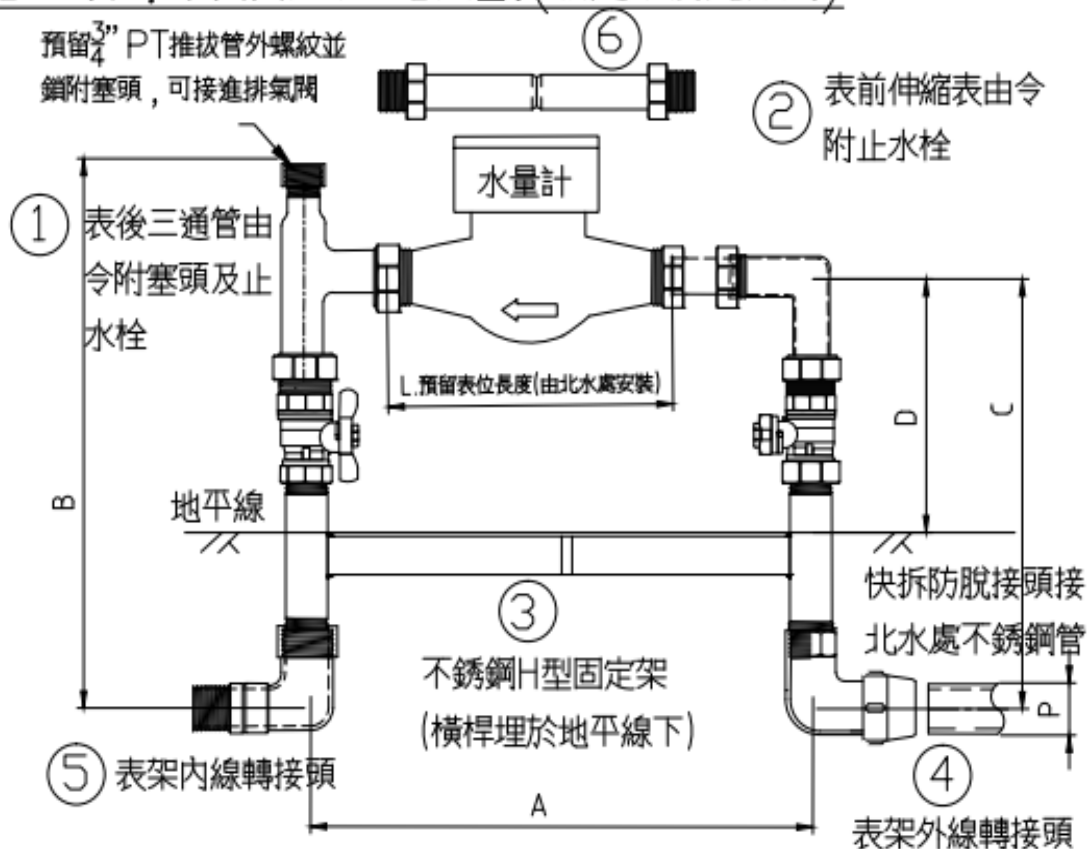 ⑥
預留3/4" PT推拔管外螺紋並
鎖附塞頭，可接進排氣閥
② 表前伸縮表由令
附止水栓
水量計
① 表後三通管由
令附塞頭及止
水栓
L.預留表位長度(由北水處安裝)
B
D
C
地平線
③
不銹鋼H型固定架
(橫桿埋於地平線下)
快拆防脫接頭接
北水處不銹鋼管
P
⑤ 表架內線轉接頭
A
④
表架外線轉接頭